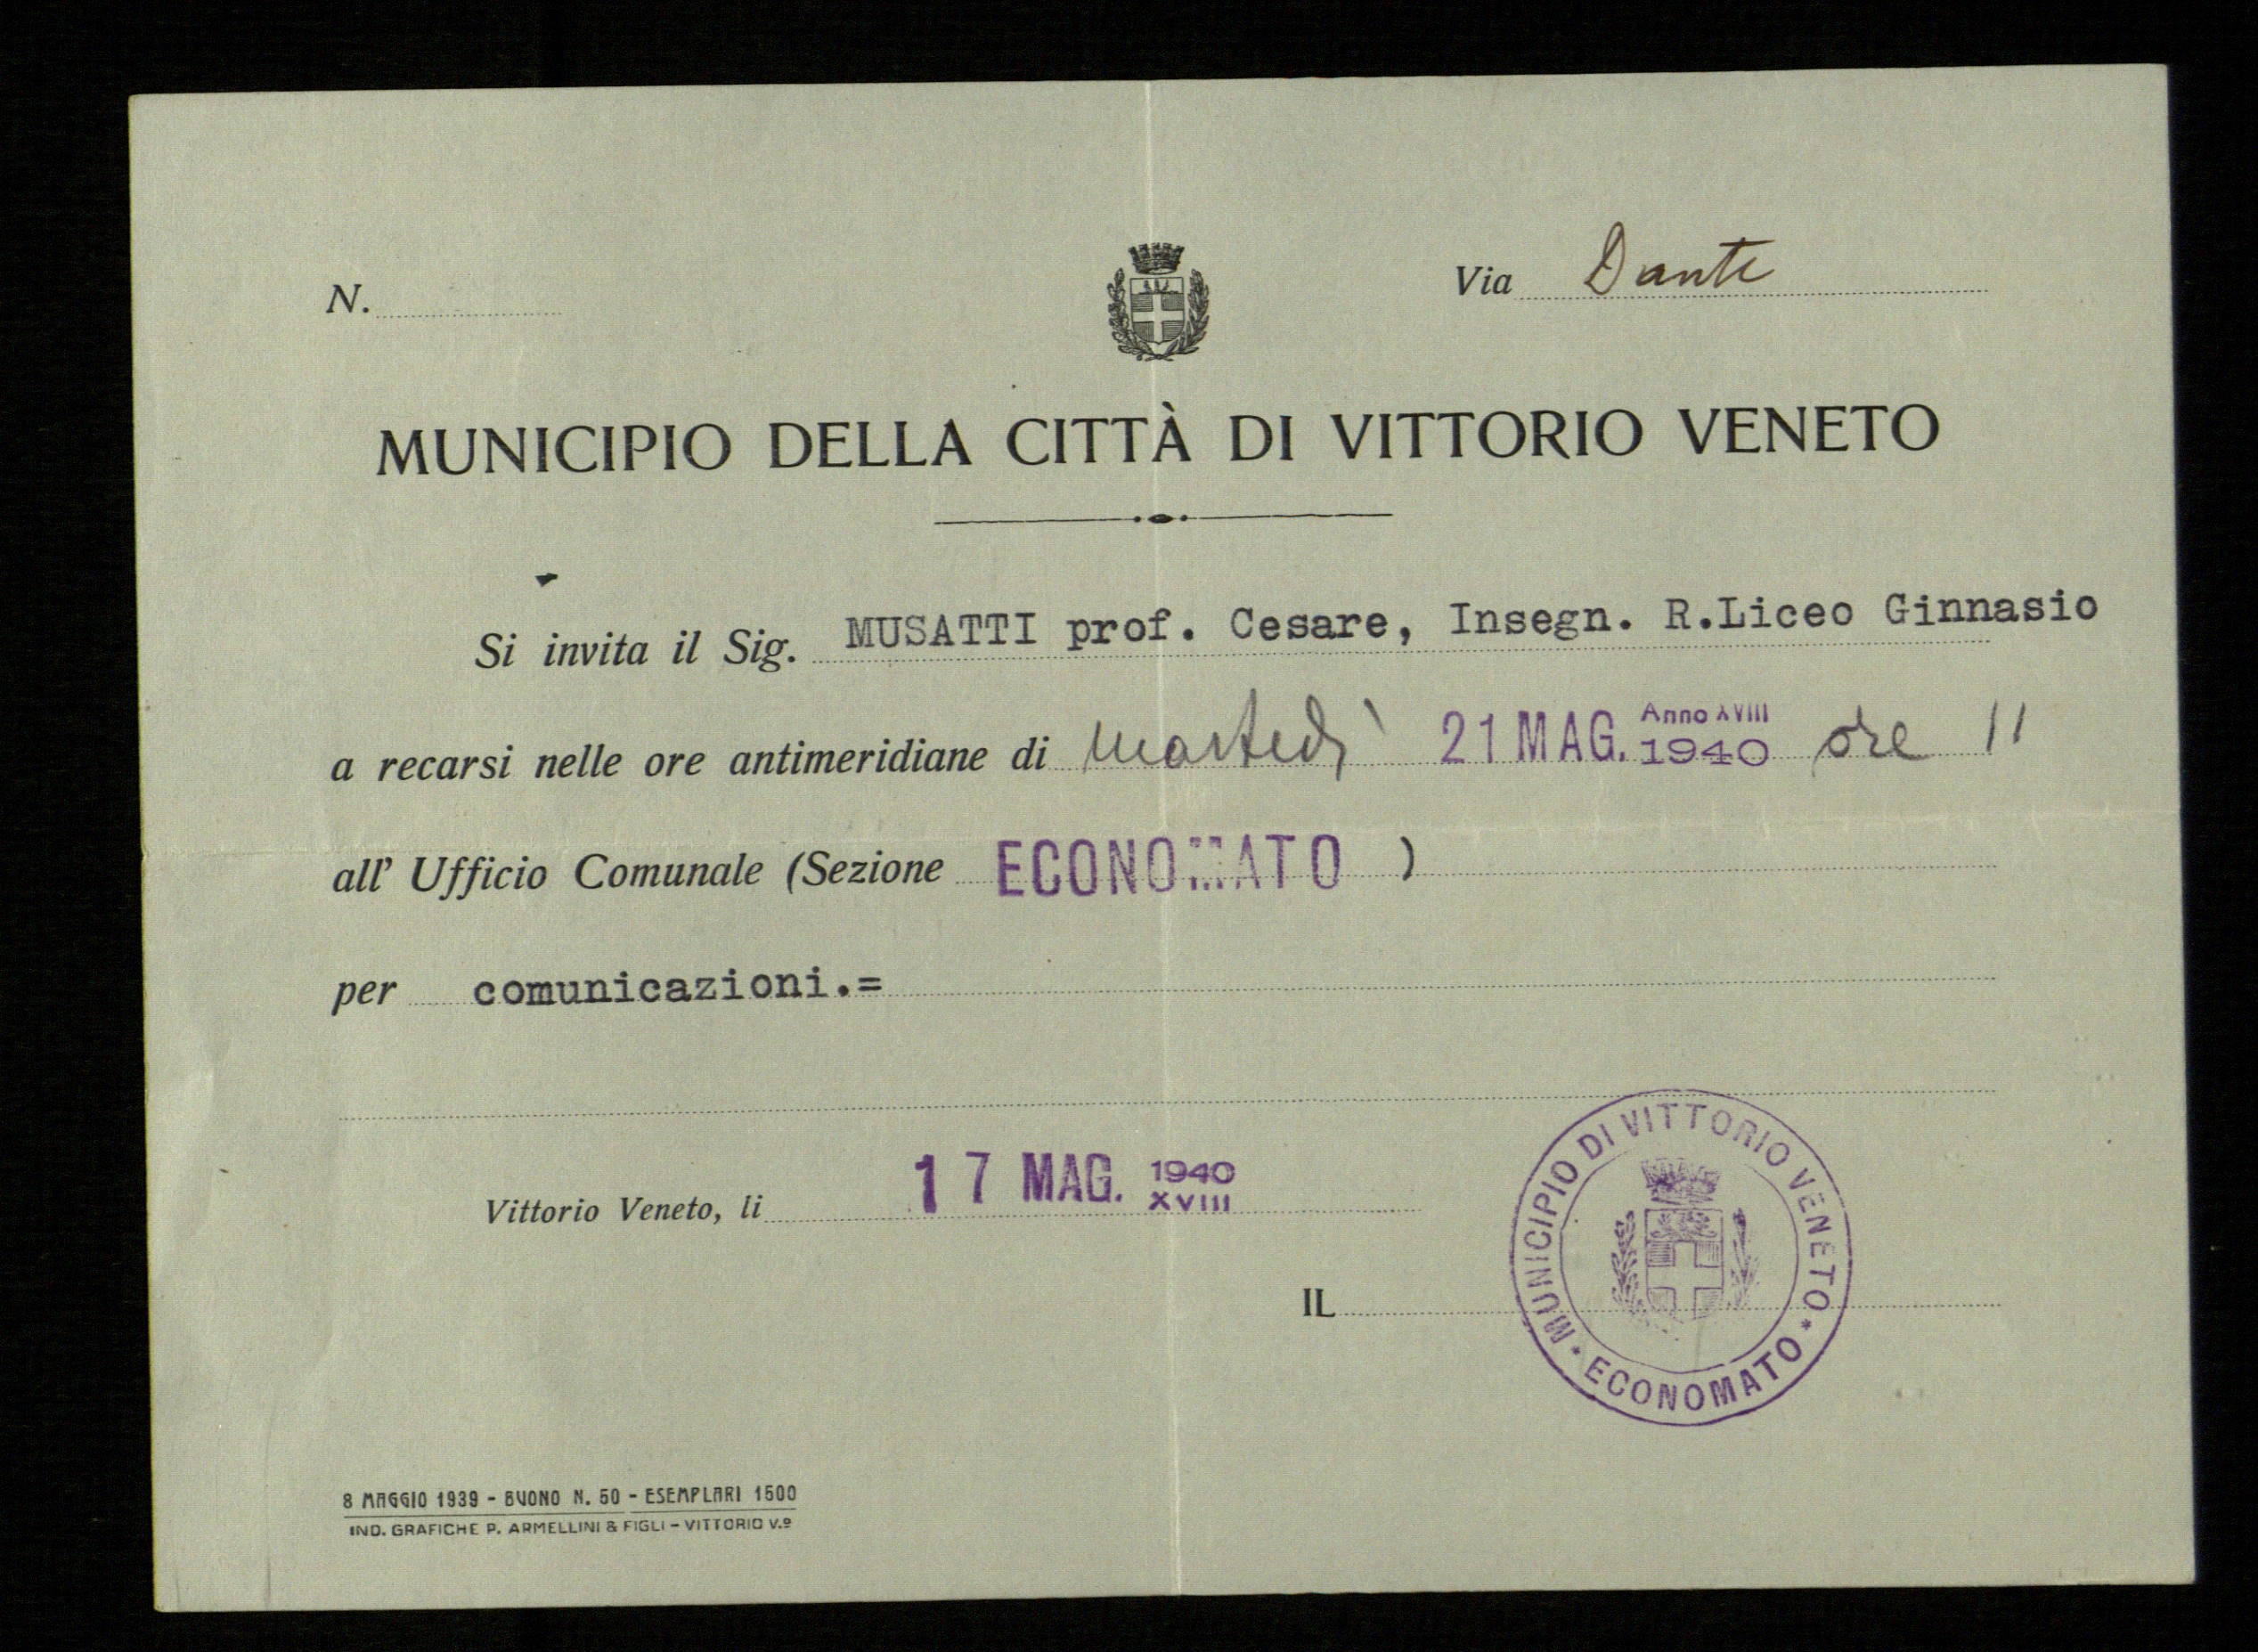 N.
Via Dante
MUNICIPIO DELLA CITTÀ DI VITTORIO VENETO
Si invita il Sig. MUSATTI prof. Cesare, Insegn. R.Liceo Ginnasio
a recarsi nelle ore antimeridiane di martedì 21 MAG. Anno XVIII 1940 ore 11
all' Ufficio Comunale (Sezione ECONOMATO )
per comunicazioni.=
Vittorio Veneto, li 17 MAG. 1940 XVIII
IL
MUNICIPIO DI VITTORIO VENETO * ECONOMATO *
8 MAGGIO 1939 - BUONO N. 50 - ESEMPLARI 1500
IND. GRAFICHE P. ARMELLINI & FIGLI - VITTORIO V.º